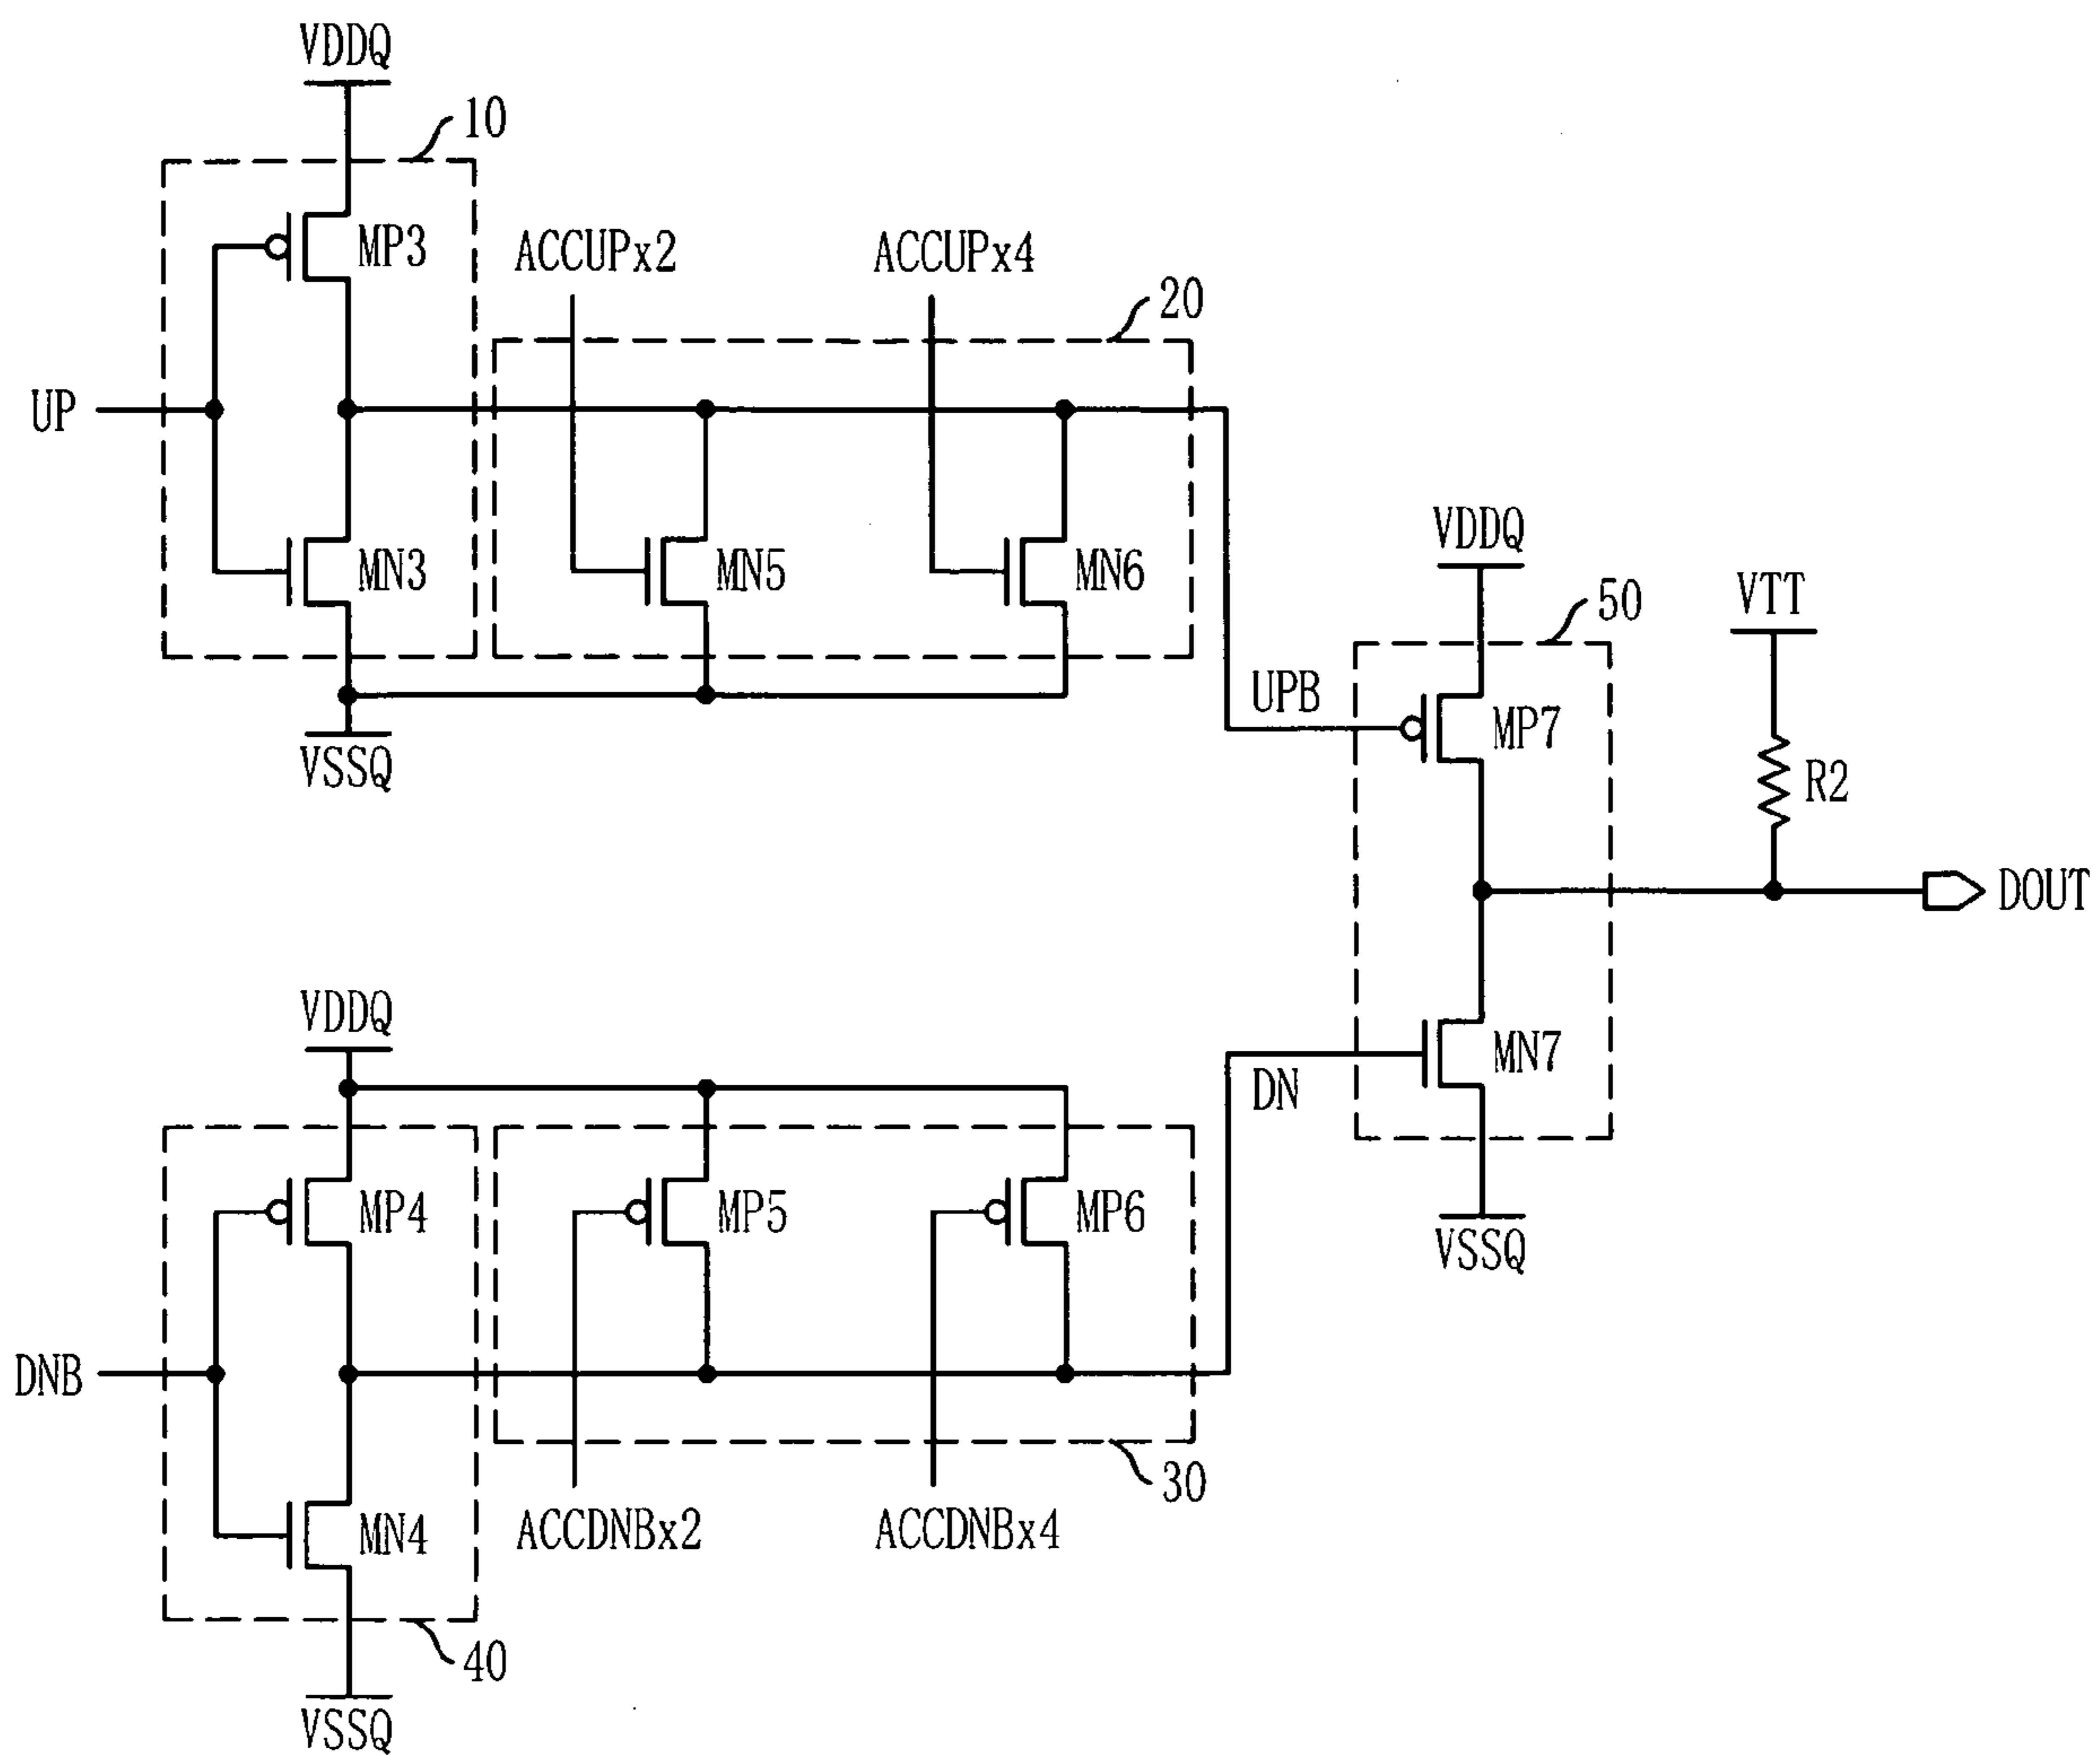 VDDQ
10
MP3
ACCUPx2
ACCUPx4
20
UP
MN3
MN5
MN6
VDDQ
50
VTT
UPB
MP7
VSSQ
R2
DOUT
VDDQ
MN7
DN
MP4
MP5
MP6
VSSQ
DNB
30
MN4
ACCDNBx2
ACCDNBx4
40
VSSQ